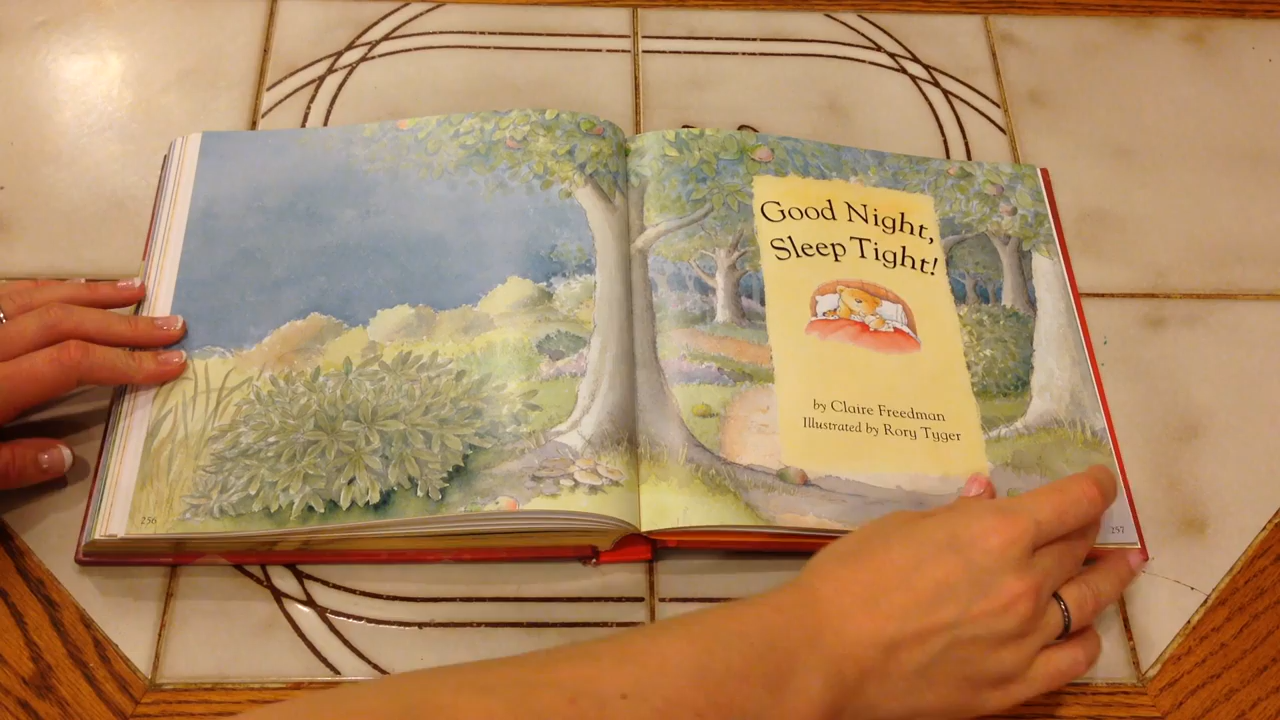 Good Night,
Sleep Tight!
by Claire Freedman
Illustrated by Rory Tyger
256
257